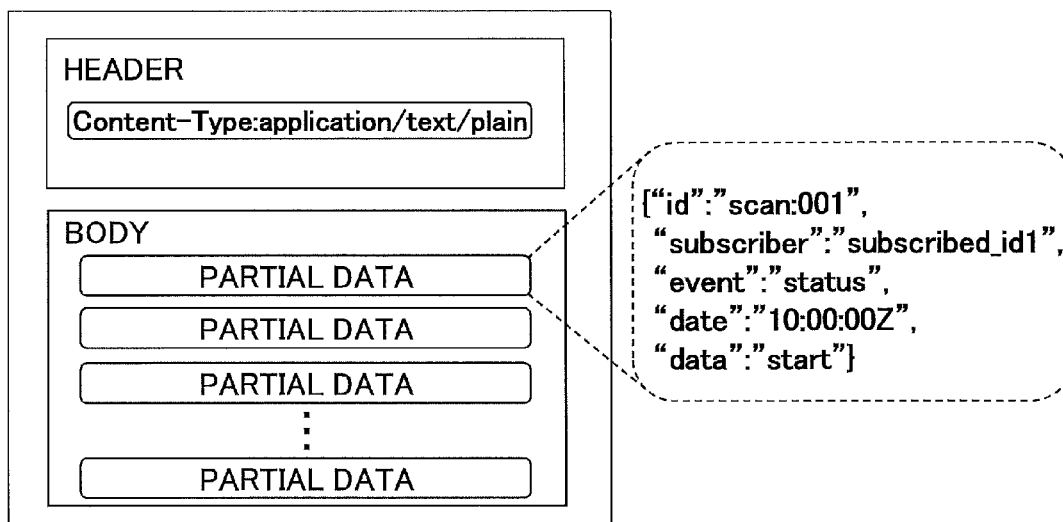 HEADER
Content-Type:application/text/plain
BODY
PARTIAL DATA
PARTIAL DATA
PARTIAL DATA
PARTIAL DATA
{“id”:”scan:001”,
“subscriber”:”subscribed_id1”,
“event”:”status”,
“date”:”10:00:00Z”,
“data”:”start”}